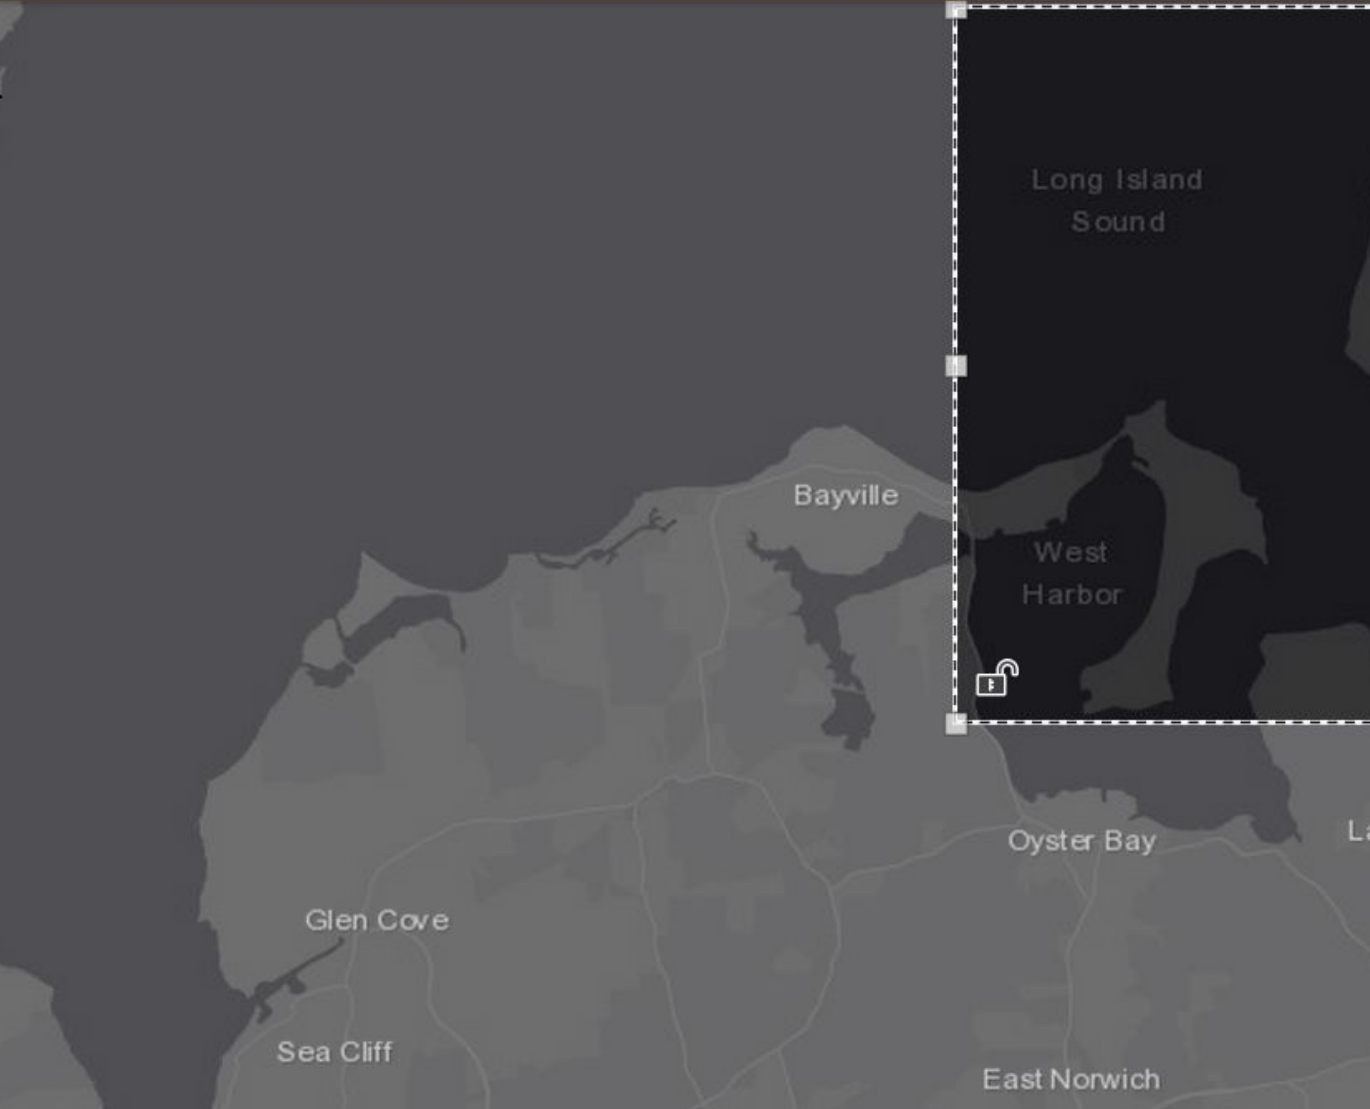 Long Island
Sound
Bayville
West
Harbor
Oyster Bay
Glen Cove
Sea Cliff
East Norwich